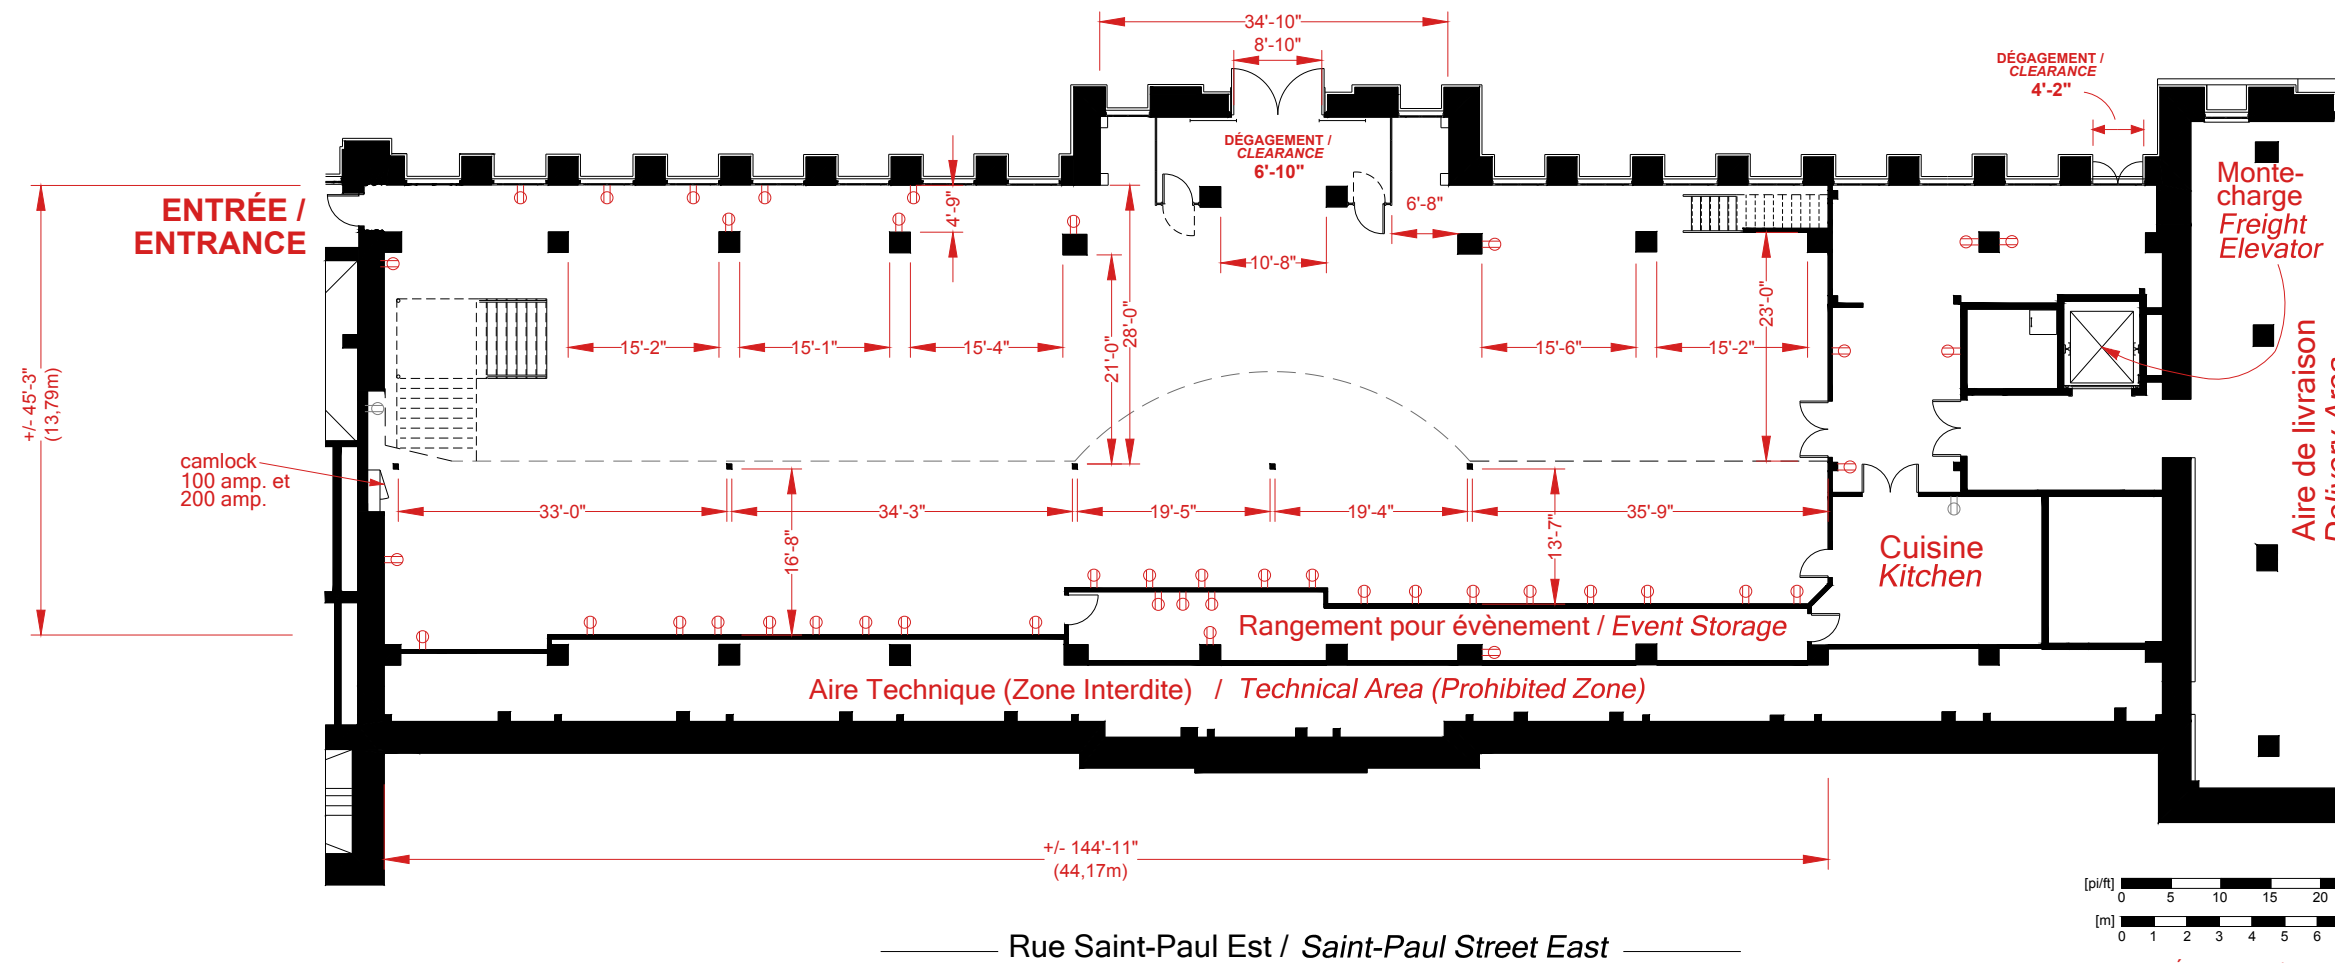 34'-10"
8'-10"
DÉGAGEMENT /
CLEARANCE
4'-2"
DÉGAGEMENT /
CLEARANCE
6'-10"
ENTRÉE /
ENTRANCE
4'-9"
6'-8"
10'-8"
Monte-
charge
Freight
Elevator
15'-2"
15'-1"
15'-4"
21'-0"
28'-0"
15'-6"
15'-2"
23'-0"
+/- 45'-3"
(13,79m)
camlock
100 amp. et
200 amp.
33'-0"
34'-3"
19'-5"
19'-4"
35'-9"
16'-8"
13'-7"
Aire de livraison
Cuisine
Kitchen
Rangement pour évènement / Event Storage
Aire Technique (Zone Interdite) / Technical Area (Prohibited Zone)
+/- 144'-11"
(44,17m)
[pi/ft]
0 5 10 15 20
[m]
0 1 2 3 4 5 6
Rue Saint-Paul Est / Saint-Paul Street East